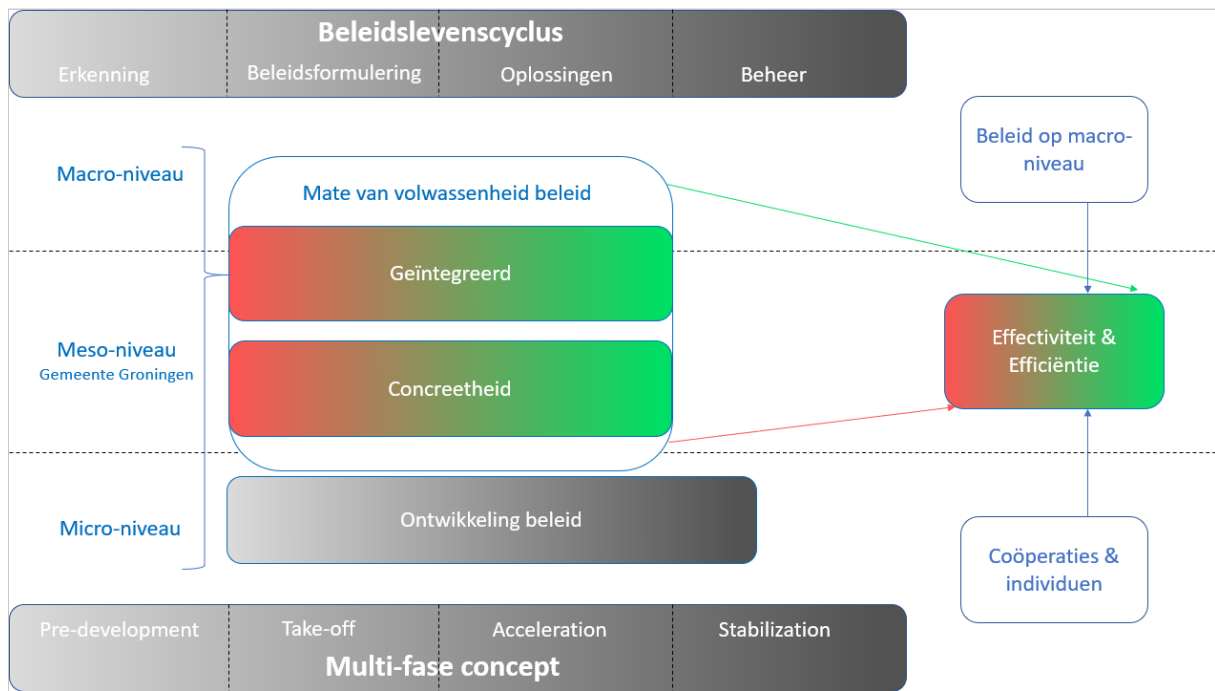 Beleidslevenscyclus
Erkenning
Beleidsformulering
Oplossingen
Beheer
Macro-niveau
Mate van volwassenheid beleid
Beleid op macro-
niveau
Geïntegreerd
Meso-niveau
Gemeente Groningen
Concreetheid
Effectiviteit &
Efficiëntie
Micro-niveau
Ontwikkeling beleid
Coöperaties &
individuen
Pre-development
Take-off
Acceleration
Stabilization
Multi-fase concept